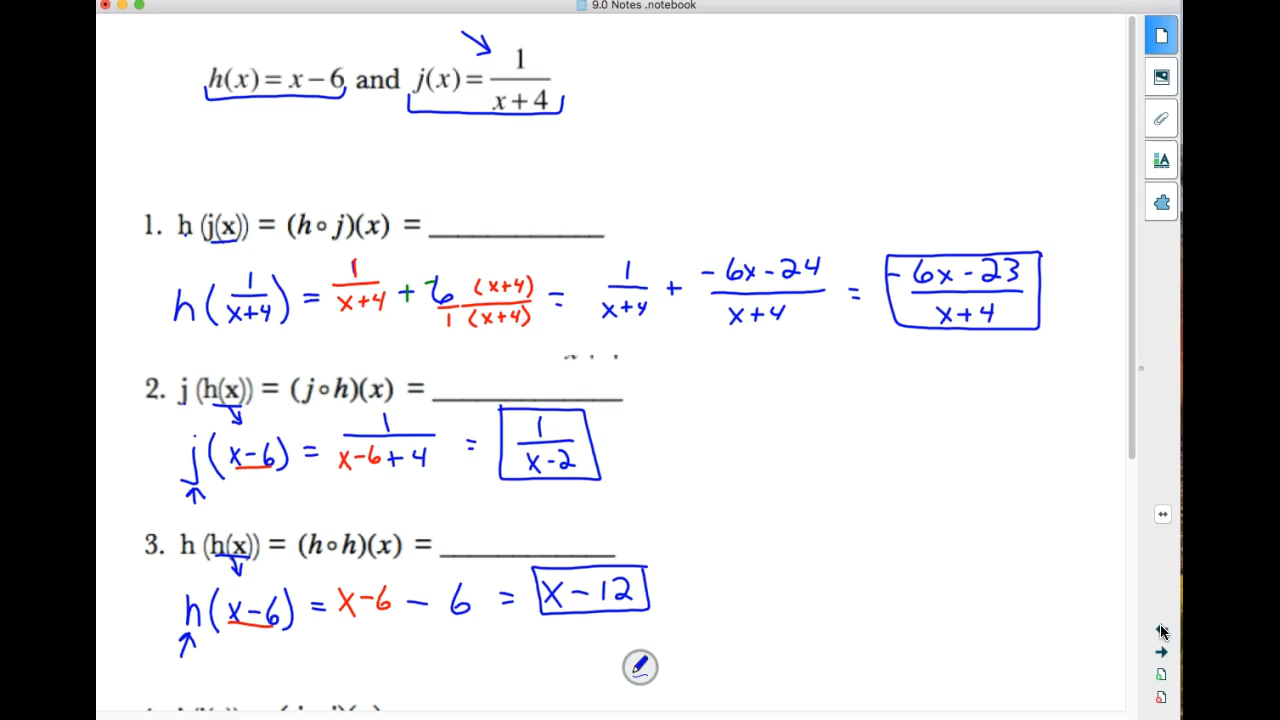 9.0 Notes .notebook
h(x) = x − 6 and j(x) = 1/(x + 4)
1. h (j(x)) = (h ∘ j)(x) = ____________
h ( 1/(x+4) ) = 1/(x+4) + -6/1 (x+4)/(x+4) = 1/(x+4) + (-6x-24)/(x+4) = (-6x-23)/(x+4)
2. j (h(x)) = (j ∘ h)(x) = ____________
j (x-6) = 1/(x-6+4) = 1/(x-2)
3. h (h(x)) = (h ∘ h)(x) = ____________
h (x-6) = x-6 - 6 = x-12